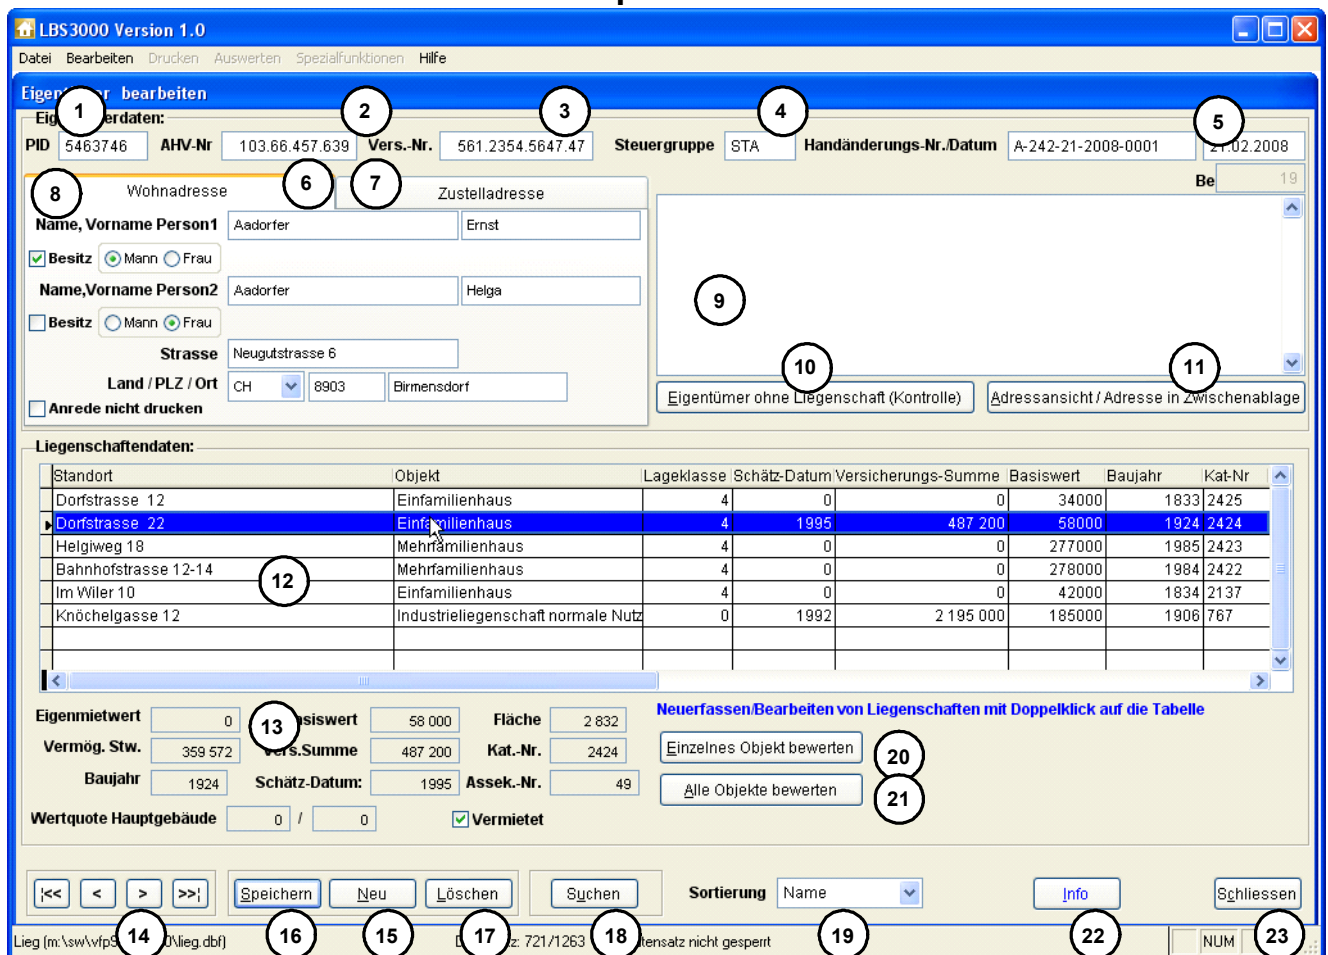 LBS3000 Version 1.0
Datei Bearbeiten Drucken Auswerten Spezialfunktionen Hilfe
bearbeiten
1 2 3 4 5
PID 5463746 AHV-Nr 103.66.457.639 Vers.-Nr. 561.2354.5647.47 Steuergruppe STA Handänderungs-Nr./Datum A-242-21-2008-0001 21.02.2008
8 Wohnadresse 6 7 Zustelladresse
Be 19
Name, Vorname Person1 Aadorfer Ernst
Besitz Mann Frau
Name,Vorname Person2 Aadorfer Helga
9
Besitz Mann Frau
Strasse Neugutstrasse 6
10 11
Land / PLZ / Ort CH 8903 Birmensdorf
Eigentümer ohne Liegenschaft (Kontrolle) Adressansicht / Adresse in Zwischenablage
Anrede nicht drucken
Liegenschaftendaten:
Standort Objekt Lageklasse Schätz-Datum Versicherungs-Summe Basiswert Baujahr Kat-Nr
Dorfstrasse 12 Einfamilienhaus 4 0 0 34000 1833 2425
Dorfstrasse 22 Einfamilienhaus 4 1995 487 200 58000 1924 2424
Helgiweg 18 Mehrfamilienhaus 4 0 0 277000 1985 2423
Bahnhofstrasse 12-14 Mehrfamilienhaus 4 0 0 278000 1984 2422
12
Im Wiler 10 Einfamilienhaus 4 0 0 42000 1834 2137
Knöchelgasse 12 Industrieliegenschaft normale Nutz 0 1992 2 195 000 185000 1906 767
Neuerfassen/Bearbeiten von Liegenschaften mit Doppelklick auf die Tabelle
Eigenmietwert 0 13 58 000 Fläche 2 832
Vermög. Stw. 359 572 Vers.Summe 487 200 Kat.-Nr. 2424
Einzelnes Objekt bewerten 20
Baujahr 1924 Schätz-Datum: 1995 Assek.-Nr. 49
Alle Objekte bewerten 21
Wertquote Hauptgebäude 0 / 0 Vermietet
|<< < > >>| Speichern Neu Löschen Suchen Sortierung Name Info Schliessen
14 16 15 17 18 19 22 23
Lieg (m:\sw\vfp9 0\lieg.dbf) 721/1263 nicht gesperrt NUM